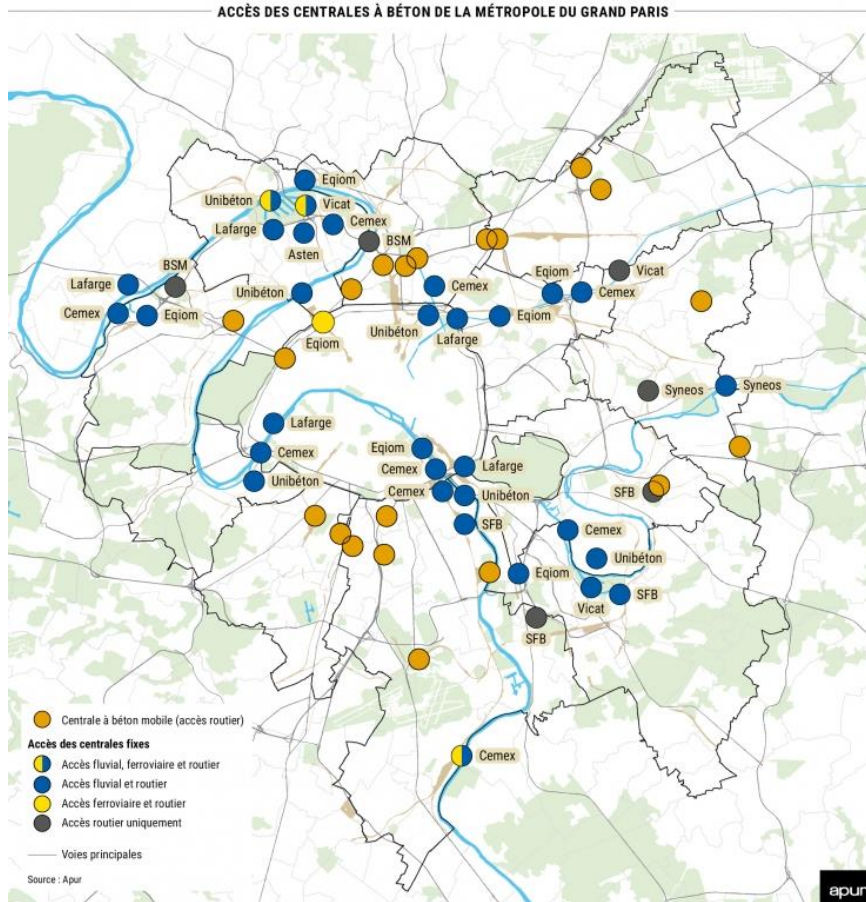 ACCÈS DES CENTRALES À BÉTON DE LA MÉTROPOLE DU GRAND PARIS
Eqiom
Unibéton
Vicat
Cemex
Lafarge
Asten
BSM
BSM
Lafarge
Cemex
Eqiom
Unibéton
Eqiom
Cemex
Unibéton
Lafarge
Eqiom
Eqiom
Cemex
Vicat
Syneos
Syneos
Lafarge
Cemex
Unibéton
Eqiom
Cemex
Lafarge
Cemex
Unibéton
SFB
SFB
Cemex
Unibéton
Eqiom
Vicat
SFB
SFB
Cemex
Centrale à béton mobile (accès routier)
Accès des centrales fixes
Accès fluvial, ferroviaire et routier
Accès fluvial et routier
Accès ferroviaire et routier
Accès routier uniquement
Voies principales
Source : Apur
apur